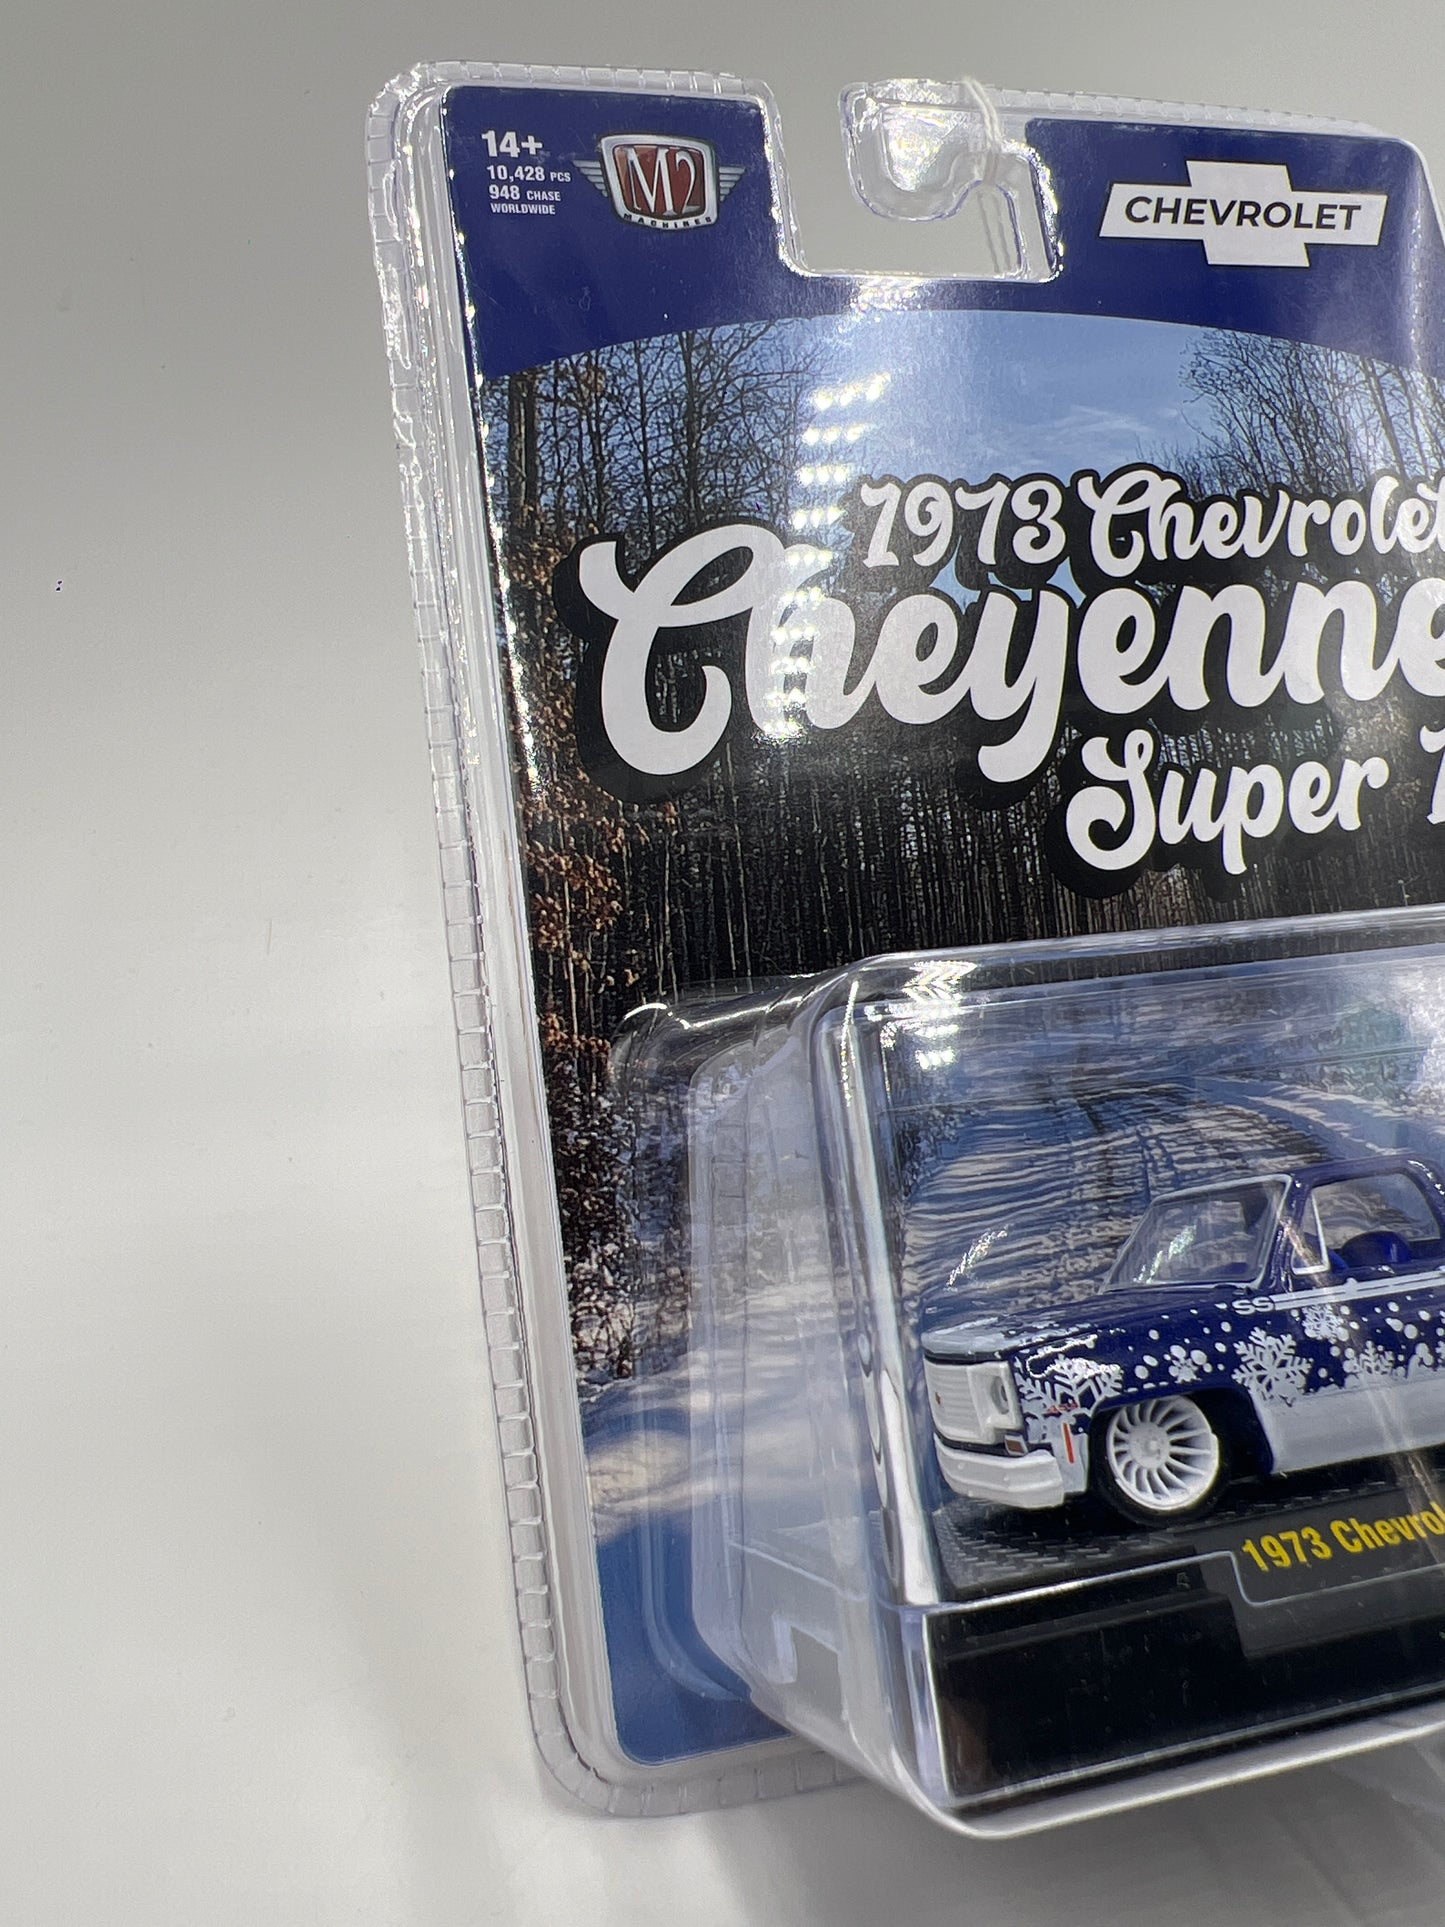 14+
10,428 PCS
948 CHASE
WORLDWIDE
M2
MACHINES
CHEVROLET
1973 Chevrolet
Cheyenne
Super
SS
1973 Chevrol